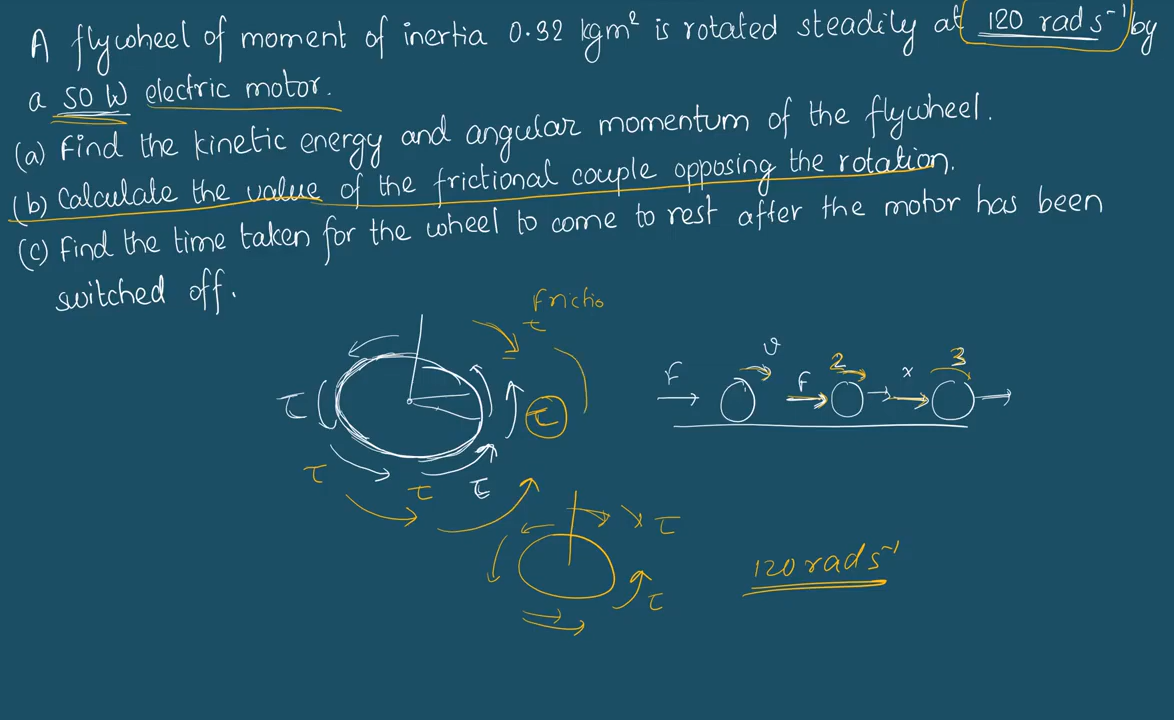 A flywheel of moment of inertia 0.32 kgm² is rotated steadily at 120 rad s⁻¹ by
a 50 W electric motor.
(a) Find the kinetic energy and angular momentum of the flywheel.
(b) Calculate the value of the frictional couple opposing the rotation.
(c) Find the time taken for the wheel to come to rest after the motor has been
switched off.
Frictio
τ
F v F 2 x 3
τ τ
τ τ τ
τ
τ
120 rad s⁻¹